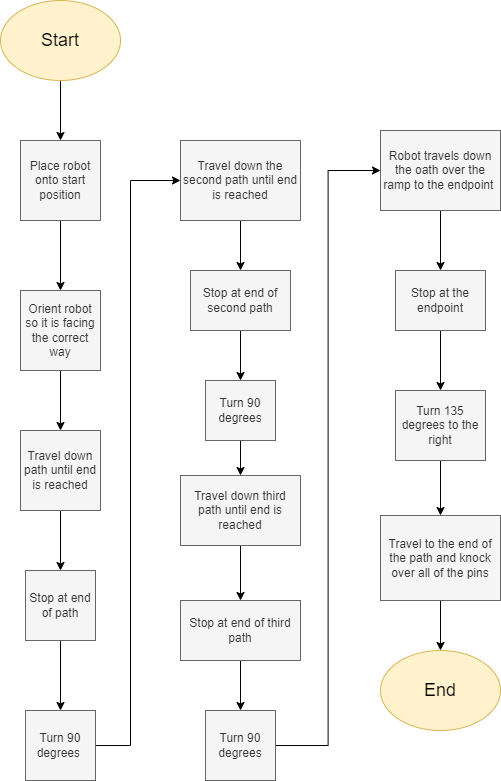 Start
Place robot
onto start
position
Orient robot
so it is facing
the correct
way
Travel down
path until end
is reached
Stop at end
of path
Turn 90
degrees
Travel down the
second path until end
is reached
Stop at end of
second path
Turn 90
degrees
Travel down third
path until end is
reached
Stop at end of third
path
Turn 90
degrees
Robot travels down
the oath over the
ramp to the endpoint
Stop at the
endpoint
Turn 135
degrees to the
right
Travel to the end of
the path and knock
over all of the pins
End